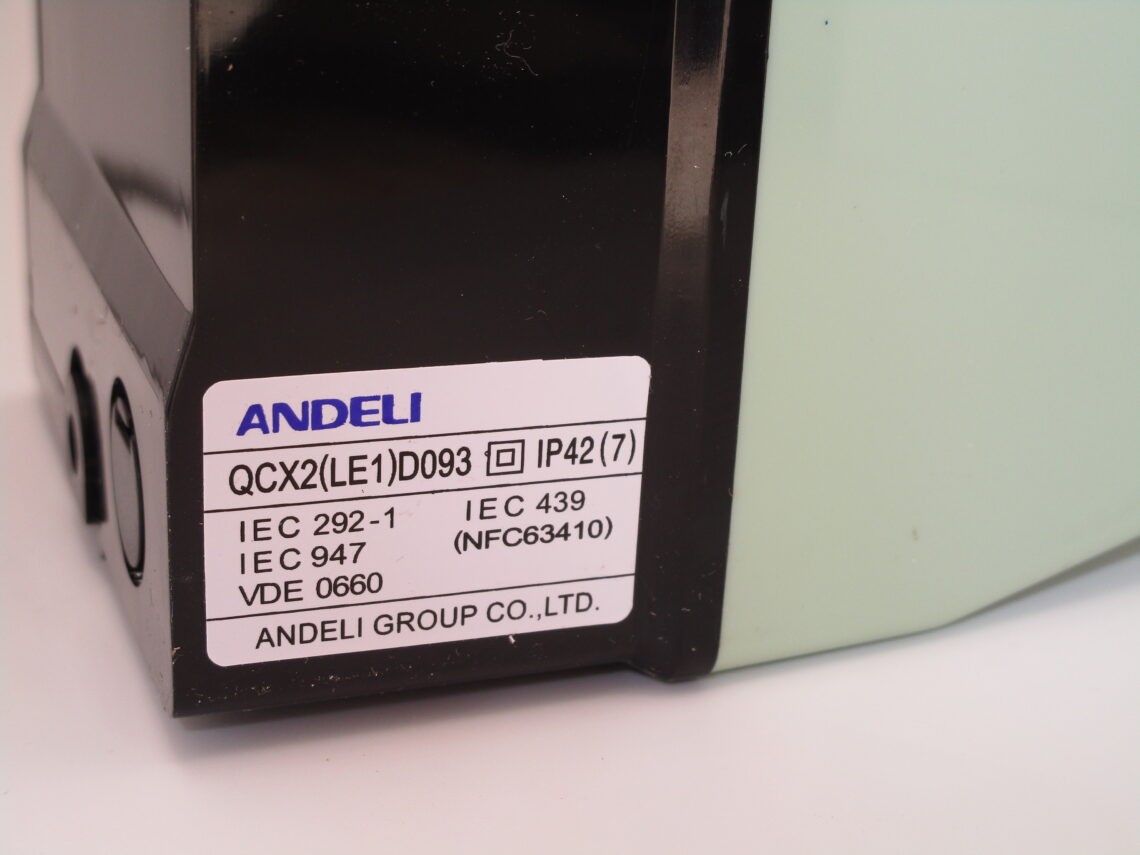 ANDELI
QCX2(LE1)D093 IP42(7)
IEC 292-1 IEC 439
IEC 947 (NFC63410)
VDE 0660
ANDELI GROUP CO.,LTD.